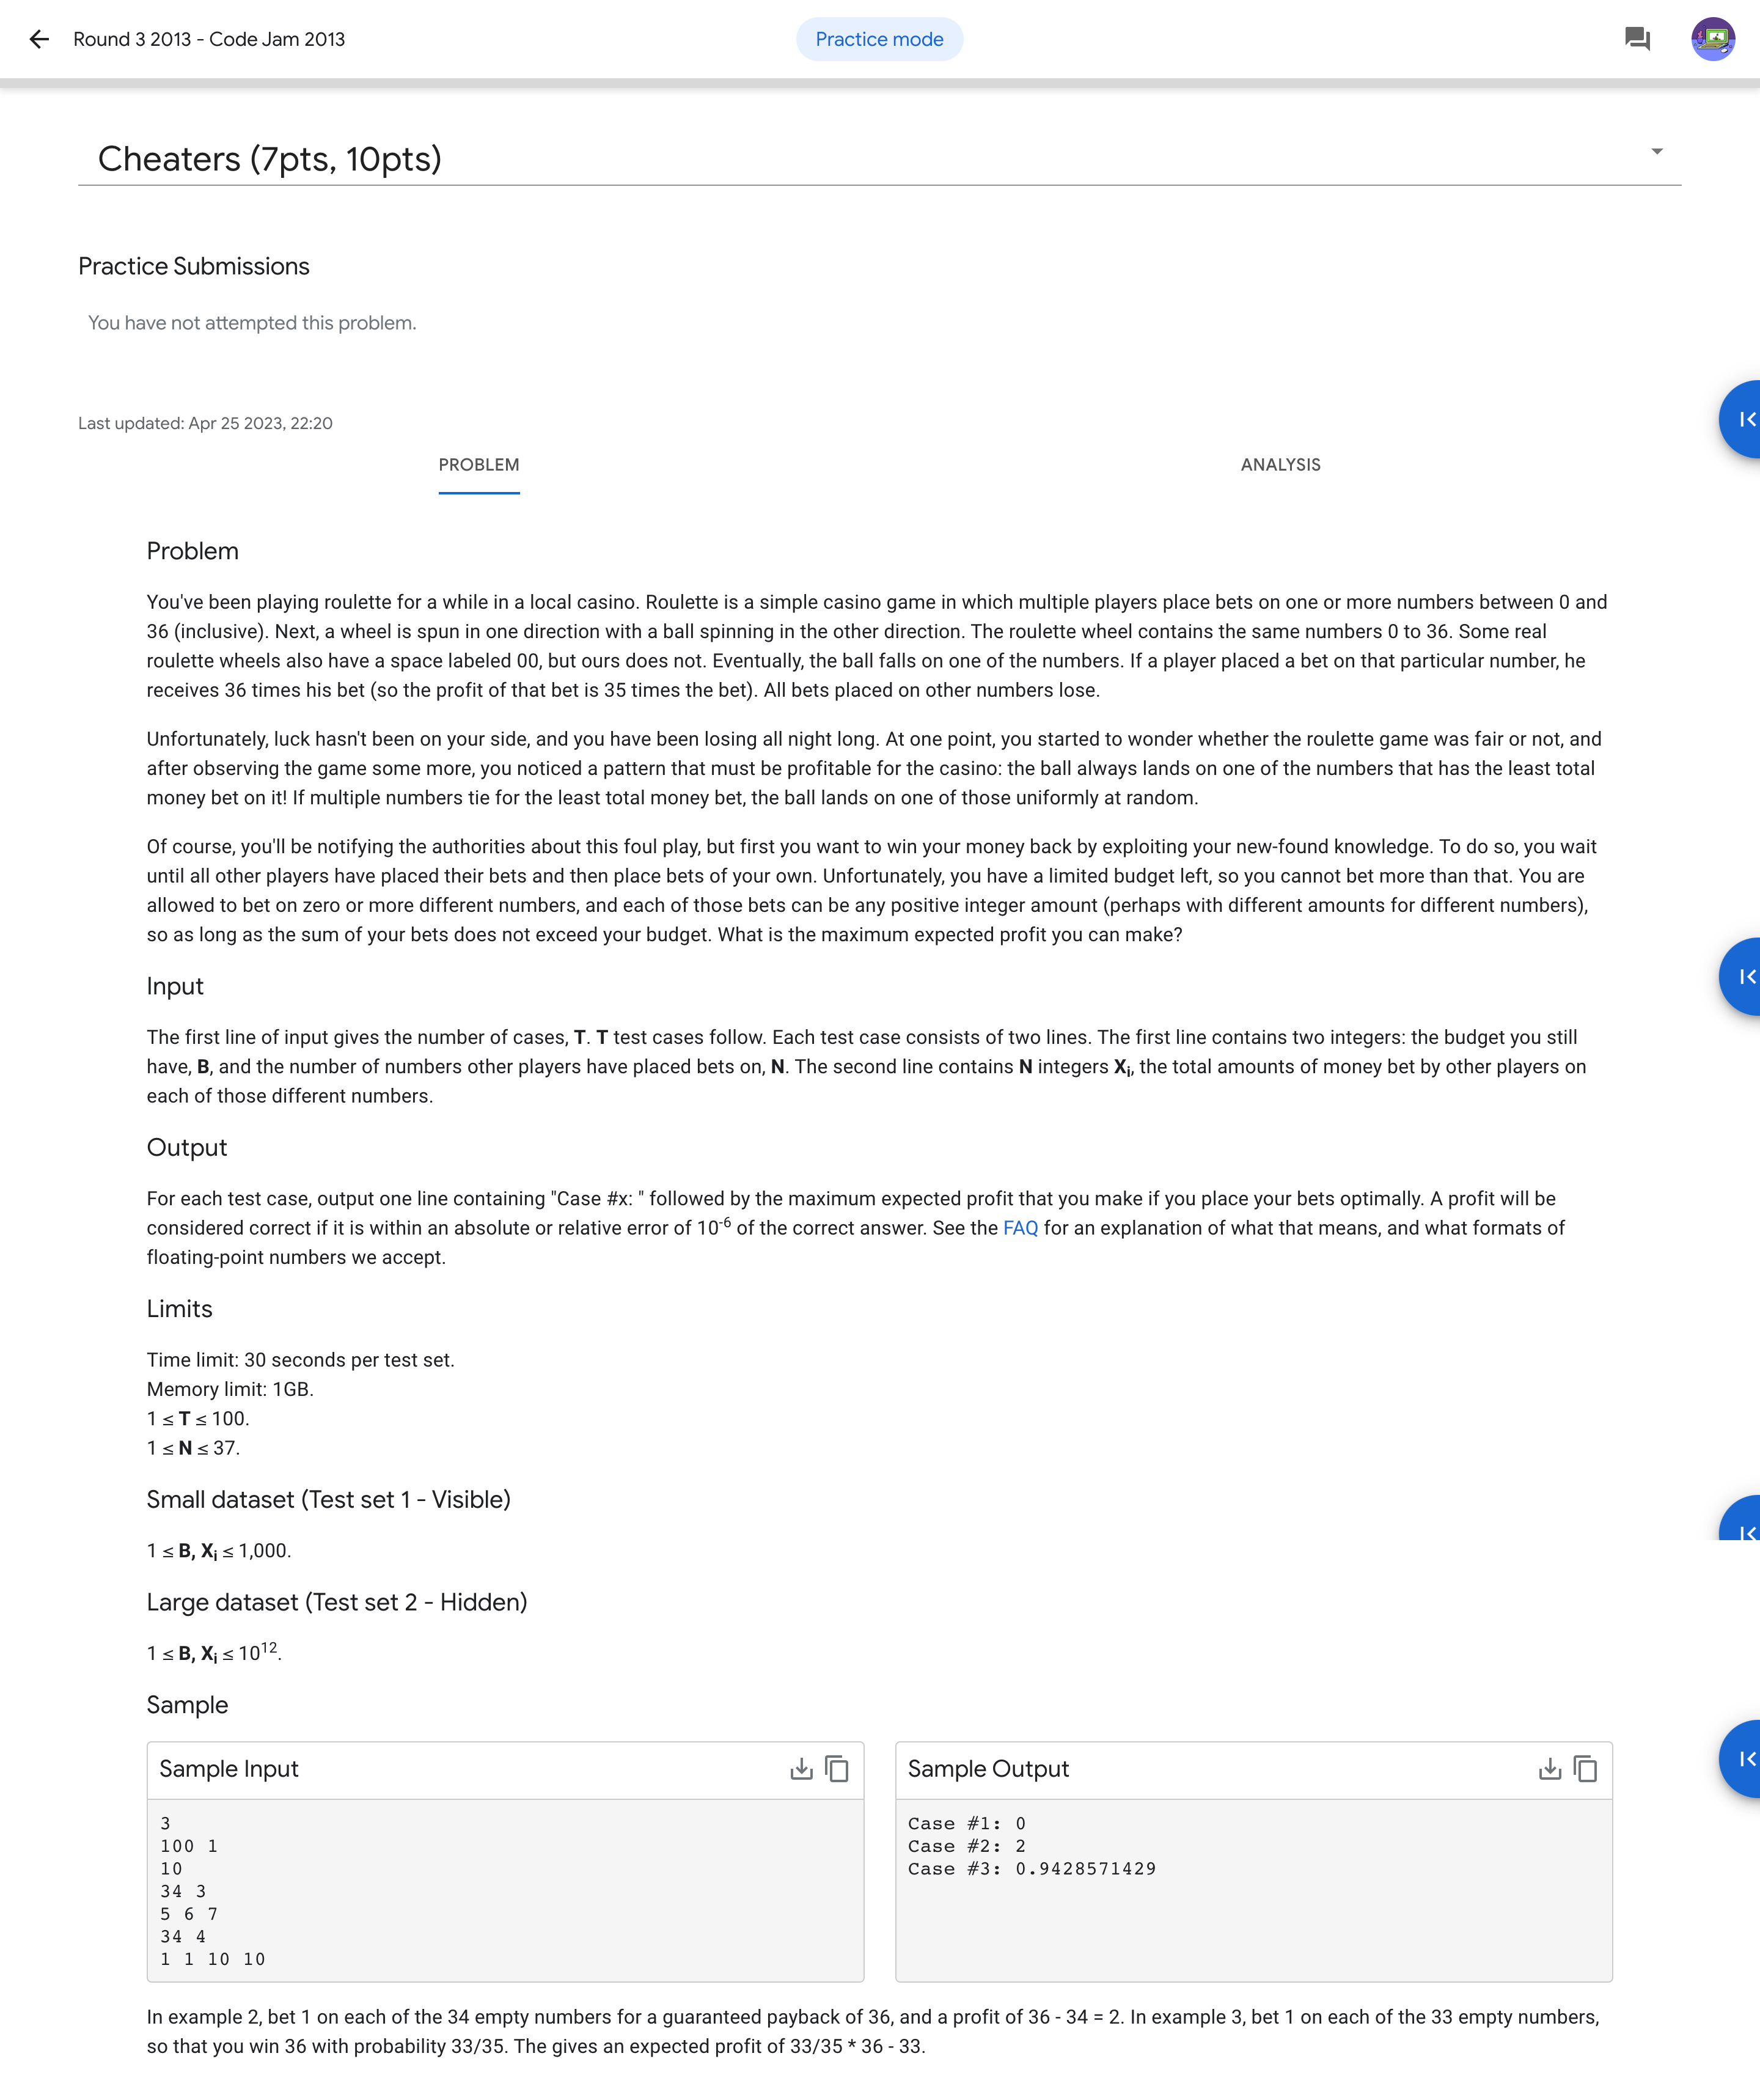 Round 3 2013 - Code Jam 2013
Practice mode
Cheaters (7pts, 10pts)
Practice Submissions
You have not attempted this problem.
Last updated: Apr 25 2023, 22:20
PROBLEM
ANALYSIS
Problem
You've been playing roulette for a while in a local casino. Roulette is a simple casino game in which multiple players place bets on one or more numbers between 0 and
36 (inclusive). Next, a wheel is spun in one direction with a ball spinning in the other direction. The roulette wheel contains the same numbers 0 to 36. Some real
roulette wheels also have a space labeled 00, but ours does not. Eventually, the ball falls on one of the numbers. If a player placed a bet on that particular number, he
receives 36 times his bet (so the profit of that bet is 35 times the bet). All bets placed on other numbers lose.
Unfortunately, luck hasn't been on your side, and you have been losing all night long. At one point, you started to wonder whether the roulette game was fair or not, and
after observing the game some more, you noticed a pattern that must be profitable for the casino: the ball always lands on one of the numbers that has the least total
money bet on it! If multiple numbers tie for the least total money bet, the ball lands on one of those uniformly at random.
Of course, you'll be notifying the authorities about this foul play, but first you want to win your money back by exploiting your new-found knowledge. To do so, you wait
until all other players have placed their bets and then place bets of your own. Unfortunately, you have a limited budget left, so you cannot bet more than that. You are
allowed to bet on zero or more different numbers, and each of those bets can be any positive integer amount (perhaps with different amounts for different numbers),
so as long as the sum of your bets does not exceed your budget. What is the maximum expected profit you can make?
Input
The first line of input gives the number of cases, T. T test cases follow. Each test case consists of two lines. The first line contains two integers: the budget you still
have, B, and the number of numbers other players have placed bets on, N. The second line contains N integers Xi, the total amounts of money bet by other players on
each of those different numbers.
Output
For each test case, output one line containing "Case #x: " followed by the maximum expected profit that you make if you place your bets optimally. A profit will be
considered correct if it is within an absolute or relative error of 10-6 of the correct answer. See the FAQ for an explanation of what that means, and what formats of
floating-point numbers we accept.
Limits
Time limit: 30 seconds per test set.
Memory limit: 1GB.
1 ≤ T ≤ 100.
1 ≤ N ≤ 37.
Small dataset (Test set 1 - Visible)
1 ≤ B, Xi ≤ 1,000.
Large dataset (Test set 2 - Hidden)
1 ≤ B, Xi ≤ 10¹².
Sample
Sample Input
3
100 1
10
34 3
5 6 7
34 4
1 1 10 10
Sample Output
Case #1: 0
Case #2: 2
Case #3: 0.9428571429
In example 2, bet 1 on each of the 34 empty numbers for a guaranteed payback of 36, and a profit of 36 - 34 = 2. In example 3, bet 1 on each of the 33 empty numbers,
so that you win 36 with probability 33/35. The gives an expected profit of 33/35 * 36 - 33.